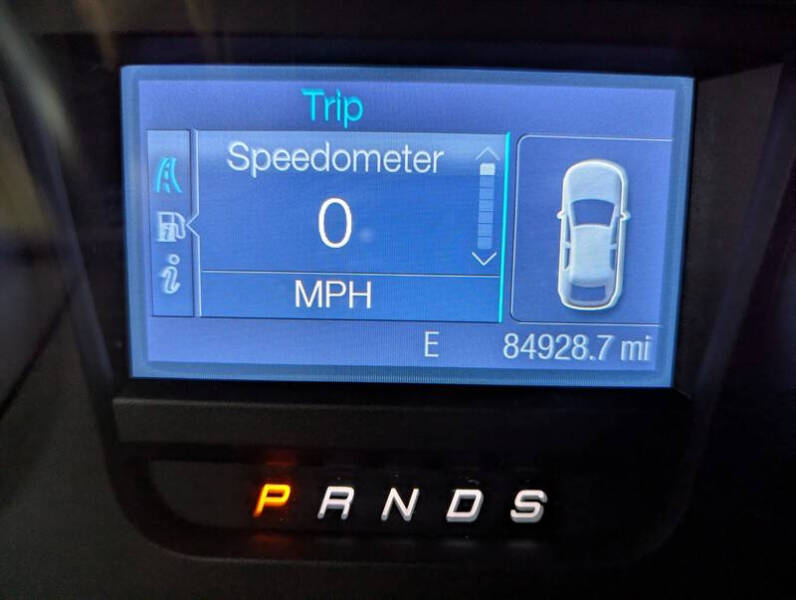 Trip
Speedometer
0
MPH
E 84928.7 mi
P R N D S